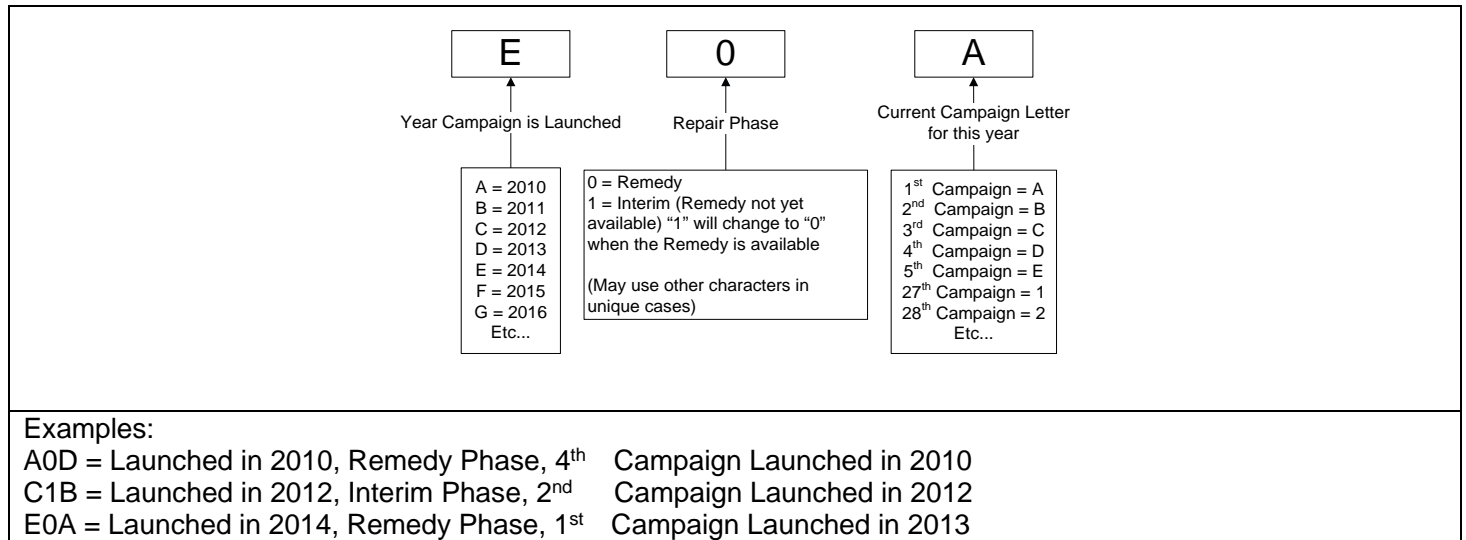 E
0
A
Year Campaign is Launched
Repair Phase
Current Campaign Letter
for this year
A = 2010
B = 2011
C = 2012
D = 2013
E = 2014
F = 2015
G = 2016
Etc...
0 = Remedy
1 = Interim (Remedy not yet
available) “1” will change to “0”
when the Remedy is available
(May use other characters in
unique cases)
1st Campaign = A
2nd Campaign = B
3rd Campaign = C
4th Campaign = D
5th Campaign = E
27th Campaign = 1
28th Campaign = 2
Etc...
Examples:
A0D = Launched in 2010, Remedy Phase, 4th Campaign Launched in 2010
C1B = Launched in 2012, Interim Phase, 2nd Campaign Launched in 2012
E0A = Launched in 2014, Remedy Phase, 1st Campaign Launched in 2013